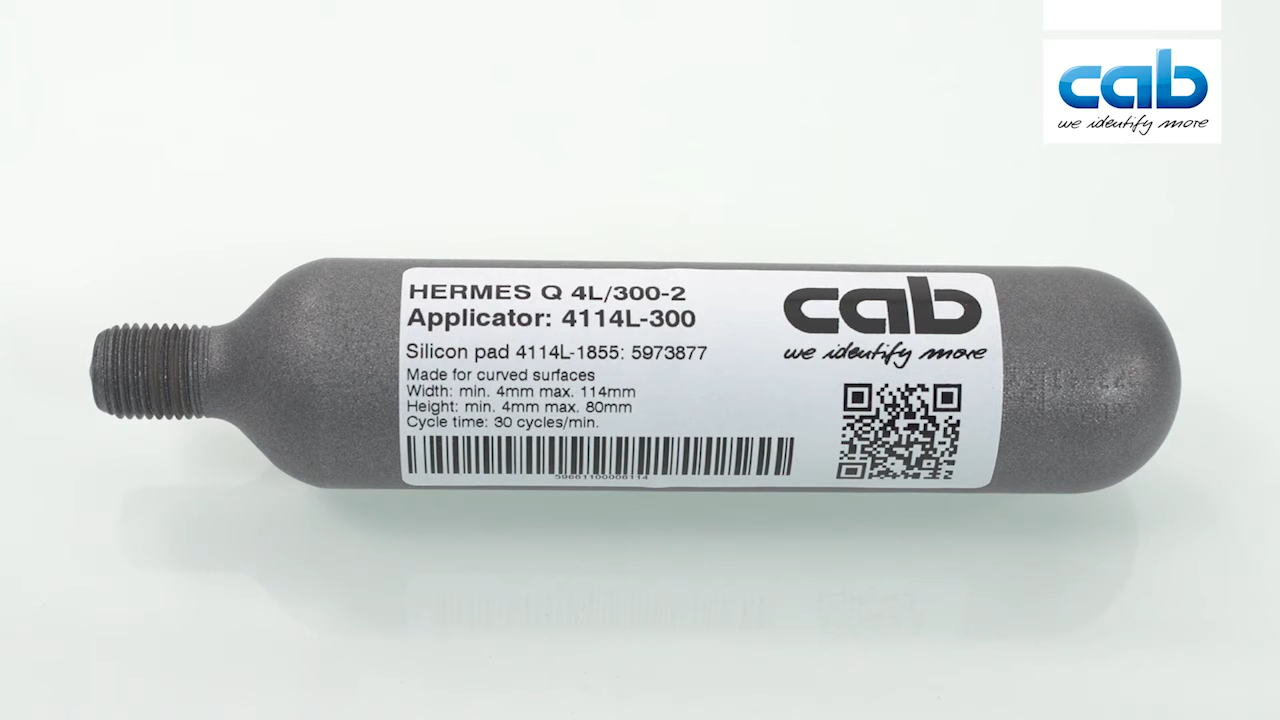 cab
we identify more
HERMES Q 4L/300-2
Applicator: 4114L-300
Silicon pad 4114L-1855: 5973877
Made for curved surfaces
Width: min. 4mm max. 114mm
Height: min. 4mm max. 80mm
Cycle time: 30 cycles/min.
cab
we identify more